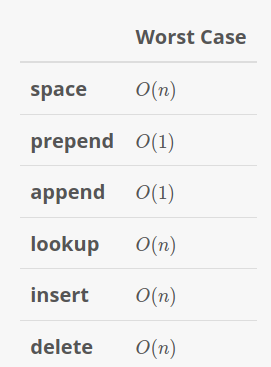 Worst Case
space O(n)
prepend O(1)
append O(1)
lookup O(n)
insert O(n)
delete O(n)